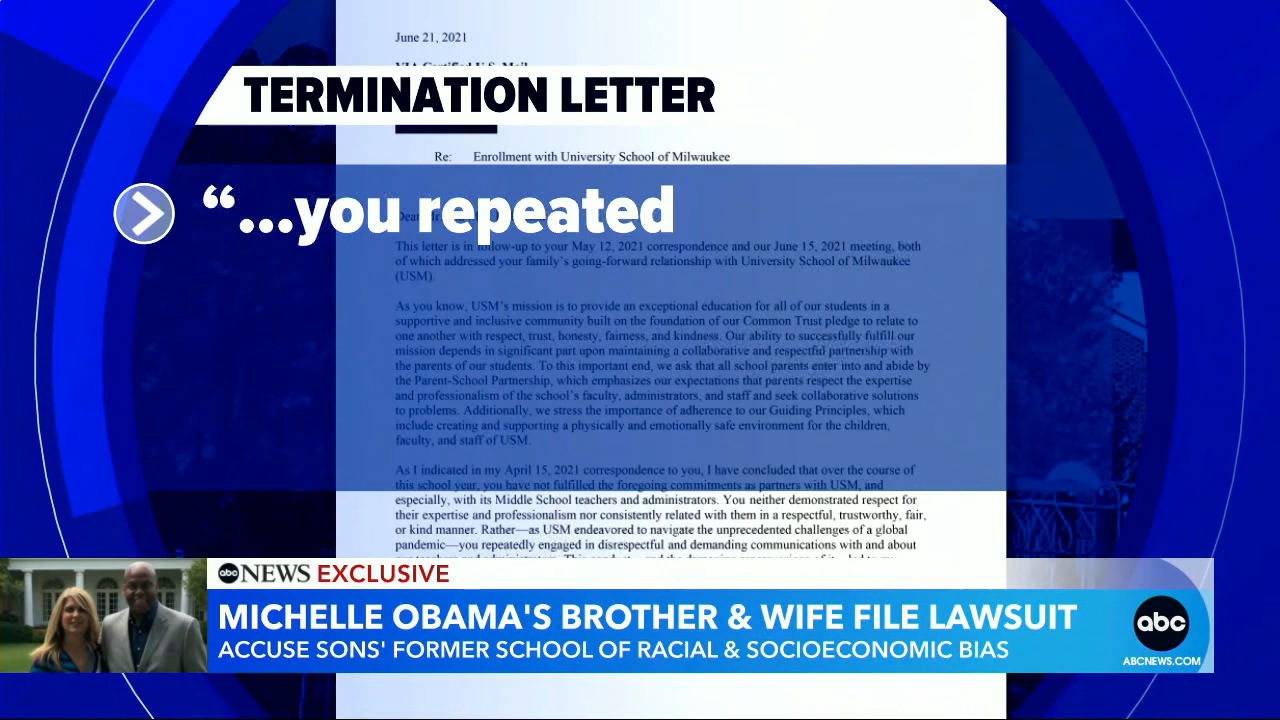 June 21, 2021
VIA Certified U.S. Mail
TERMINATION LETTER
Re: Enrollment with University School of Milwaukee
“...you repeated
This letter is in follow-up to your May 12, 2021 correspondence and our June 15, 2021 meeting, both
of which addressed your family’s going-forward relationship with University School of Milwaukee
(USM).
As you know, USM’s mission is to provide an exceptional education for all of our students in a
supportive and inclusive community built on the foundation of our Common Trust pledge to relate to
one another with respect, trust, honesty, fairness, and kindness. Our ability to successfully fulfill our
mission depends in significant part upon maintaining a collaborative and respectful partnership with
the parents of our students. To this important end, we ask that all school parents enter into and abide by
the Parent-School Partnership, which emphasizes our expectations that parents respect the expertise
and professionalism of the school’s faculty, administrators, and staff and seek collaborative solutions
to problems. Additionally, we stress the importance of adherence to our Guiding Principles, which
include creating and supporting a physically and emotionally safe environment for the children,
faculty, and staff of USM.
As I indicated in my April 15, 2021 correspondence to you, I have concluded that over the course of
this school year, you have not fulfilled the foregoing commitments as partners with USM, and
especially, with its Middle School teachers and administrators. You neither demonstrated respect for
their expertise and professionalism nor consistently related with them in a respectful, trustworthy, fair,
or kind manner. Rather—as USM endeavored to navigate the unprecedented challenges of a global
pandemic—you repeatedly engaged in disrespectful and demanding communications with and about
abc NEWS EXCLUSIVE
MICHELLE OBAMA'S BROTHER & WIFE FILE LAWSUIT
ACCUSE SONS' FORMER SCHOOL OF RACIAL & SOCIOECONOMIC BIAS
abc
ABCNEWS.COM